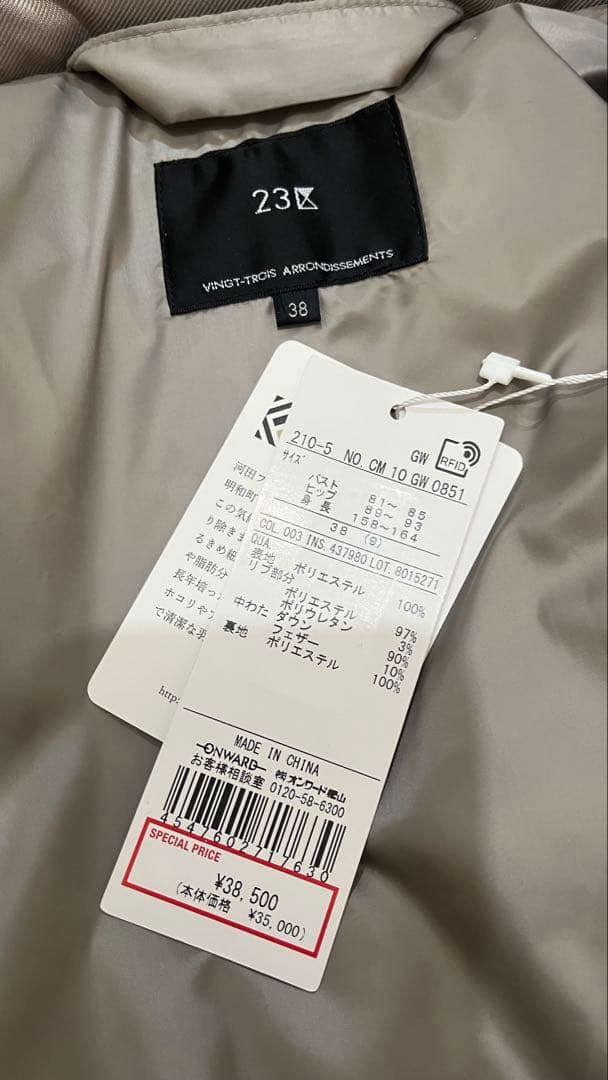 23区
VINGT-TROIS ARRONDISSEMENTS
38
RFID
210-5 NO. CM 10 GW 0851
GW
サイズ
バスト 81～ 85
ヒップ 89～ 93
身長 158～164
38 (9)
COL. 003 INS. 437980 LOT. 8015271
QUA.
表地 ポリエステル 100%
リブ部分
ポリエステル 97%
ポリウレタン 3%
中わた ダウン 90%
フェザー 10%
裏地 ポリエステル 100%
MADE IN CHINA
ONWARD ㈱オンワード樫山
お客様相談室 0120-58-6300
4547602717630
SPECIAL PRICE
¥38,500
(本体価格 ¥35,000)
河田フ
明和町
この気
り除きま
るきめ細
や脂肪分
長年培っ
ホコリや
で清潔な羽
http: